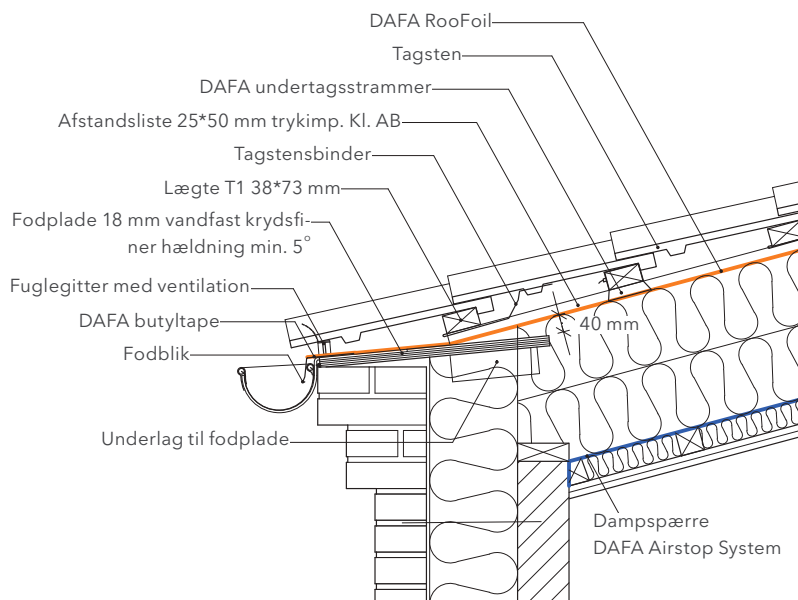 DAFA RooFoil
Tagsten
DAFA undertagsstrammer
Afstandsliste 25*50 mm trykimp. Kl. AB
Tagstensbinder
Lægte T1 38*73 mm
Fodplade 18 mm vandfast krydsfi-
ner hældning min. 5°
Fuglegitter med ventilation
DAFA butyltape
40 mm
Fodblik
Underlag til fodplade
Dampspærre
DAFA Airstop System